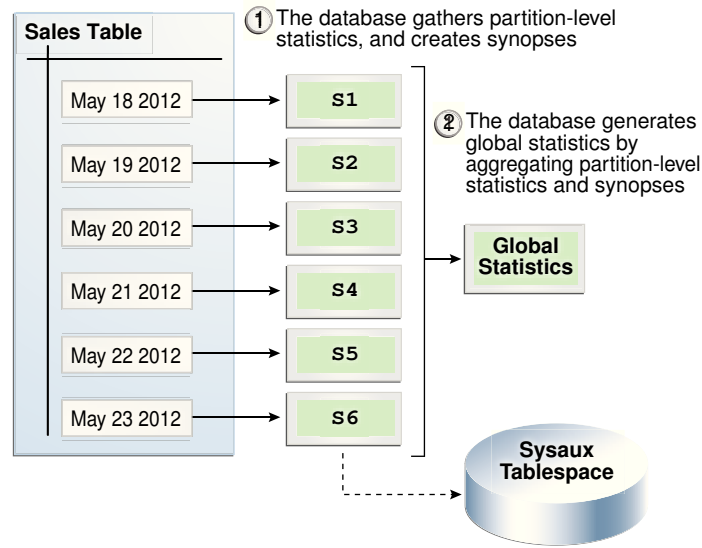 Sales Table
1 The database gathers partition-level
statistics, and creates synopses
May 18 2012
S1
May 19 2012
S2
May 20 2012
S3
May 21 2012
S4
May 22 2012
S5
May 23 2012
S6
2 The database generates
global statistics by
aggregating partition-level
statistics and synopses
Global
Statistics
Sysaux
Tablespace